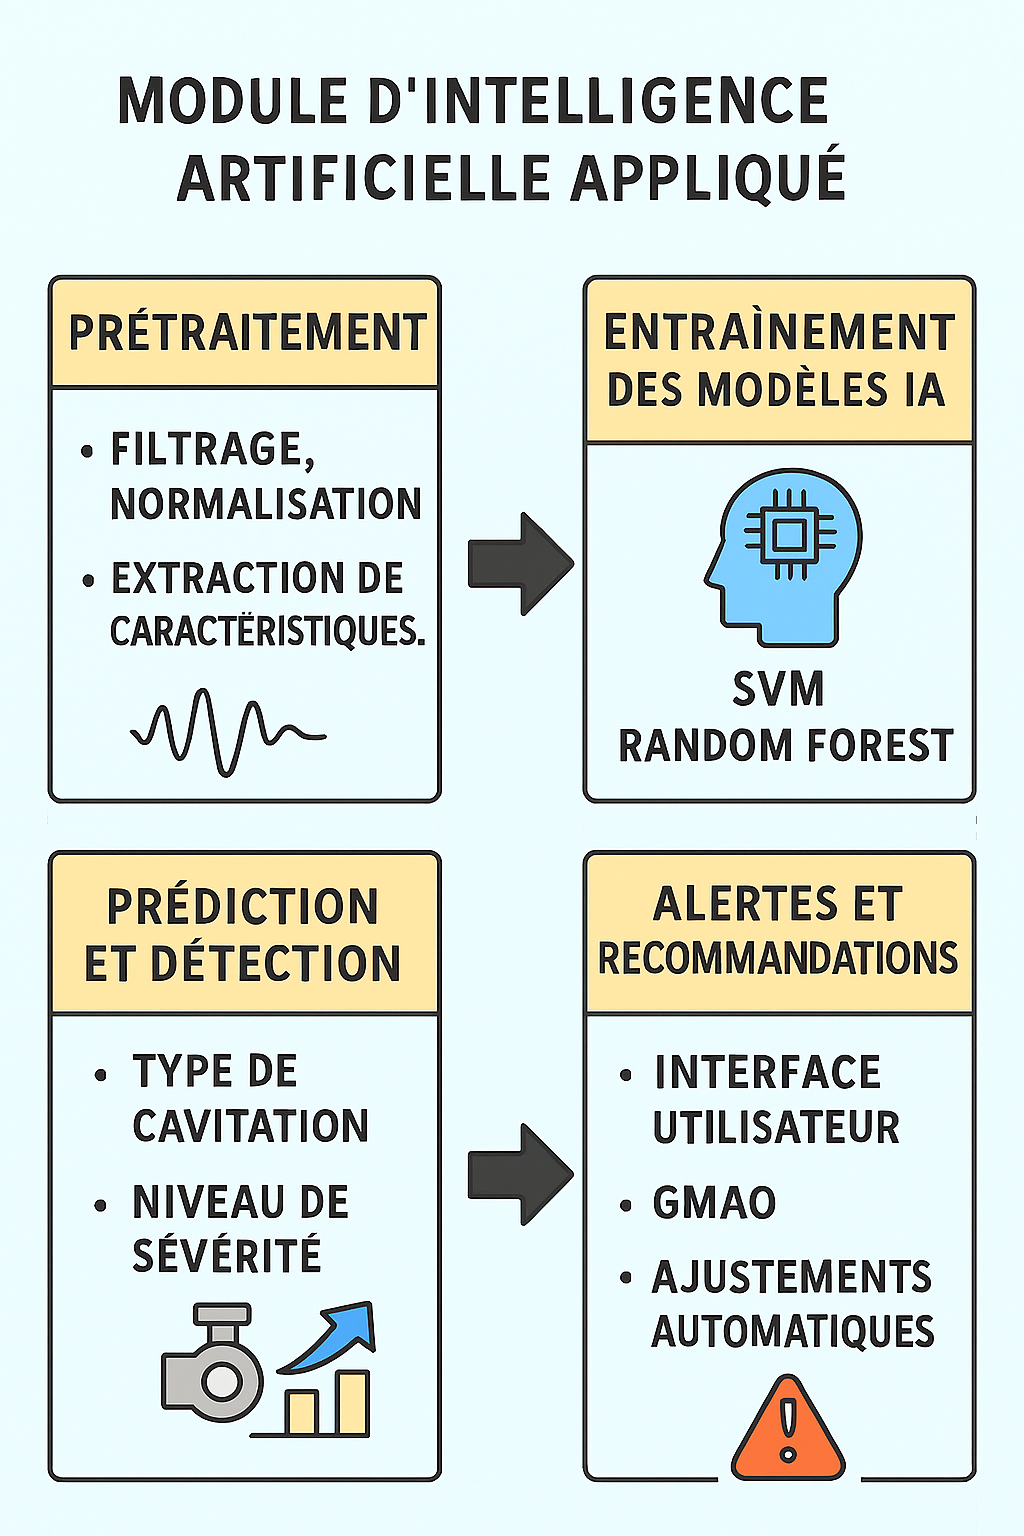 MODULE D'INTELLIGENCE
ARTIFICIELLE APPLIQUÉ
PRÉTRAITEMENT
• FILTRAGE,
NORMALISATION
• EXTRACTION DE
CARACTËRISTIQUES.
ENTRAÌNEMENT
DES MODÈLES IA
SVM
RANDOM FOREST
PRÉDICTION
ET DÉTECTION
• TYPE DE
CAVITATION
• NIVEAU DE
SÉVÉRITÉ
ALERTES ET
RECOMMANDATIONS
• INTERFACE
UTILISATEUR
• GMAO
• AJUSTEMENTS
AUTOMATIQUES